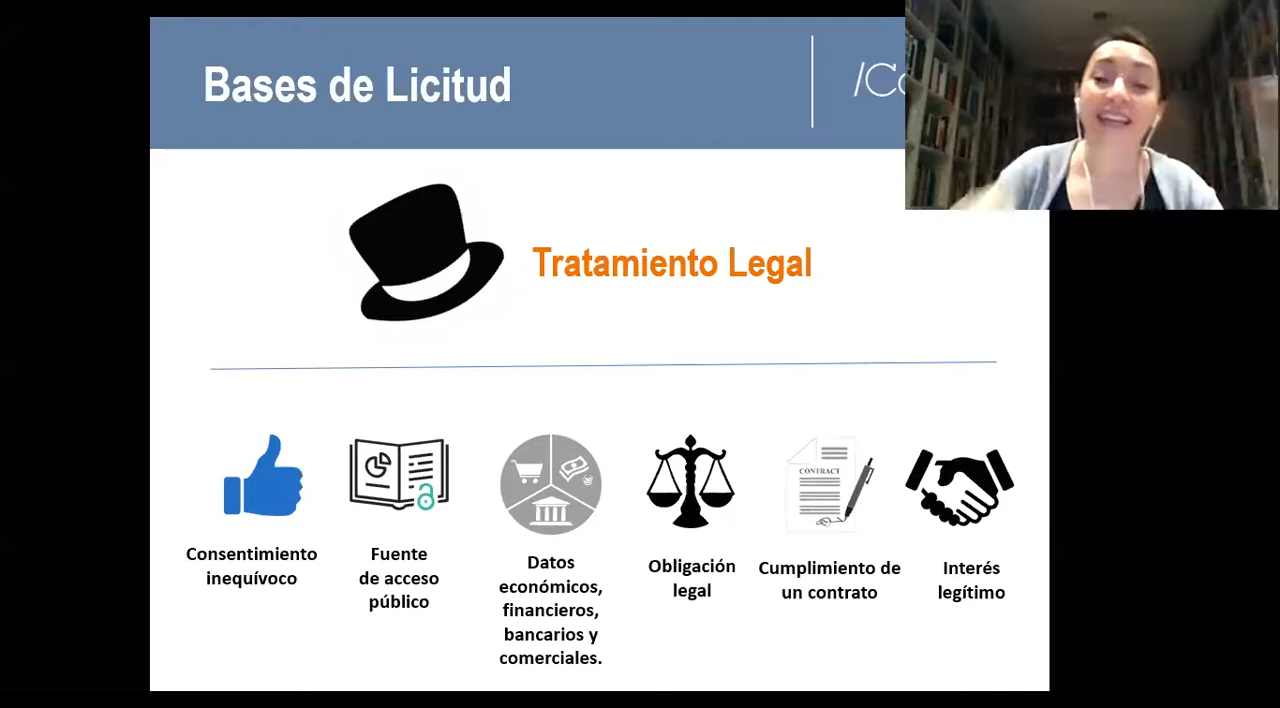 Bases de Licitud
Tratamiento Legal
CONTRACT
Consentimiento
inequívoco
Fuente
de acceso
público
Datos
económicos,
financieros,
bancarios y
comerciales.
Obligación
legal
Cumplimiento de
un contrato
Interés
legítimo